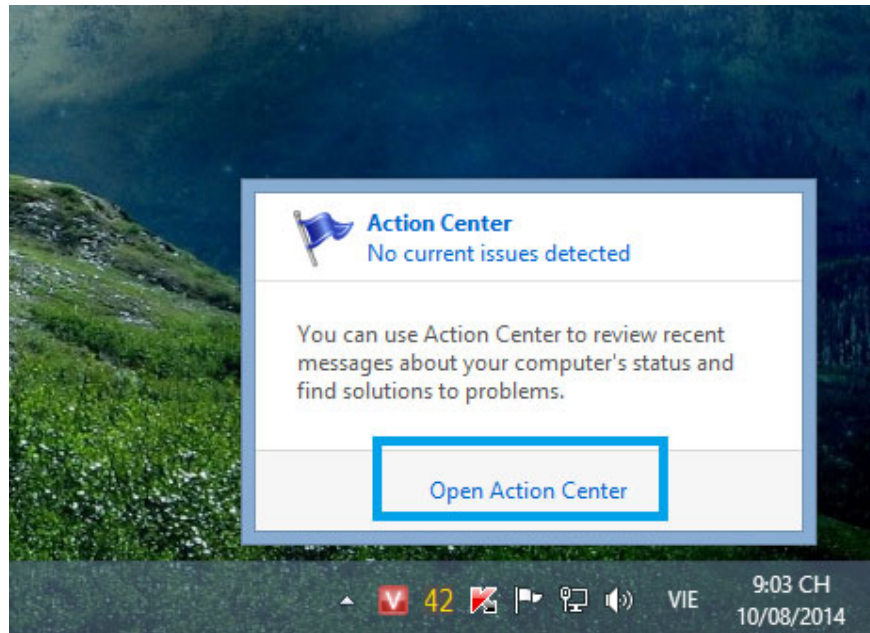 Action Center
No current issues detected
You can use Action Center to review recent
messages about your computer's status and
find solutions to problems.
Open Action Center
V 42 K VIE 9:03 CH
10/08/2014